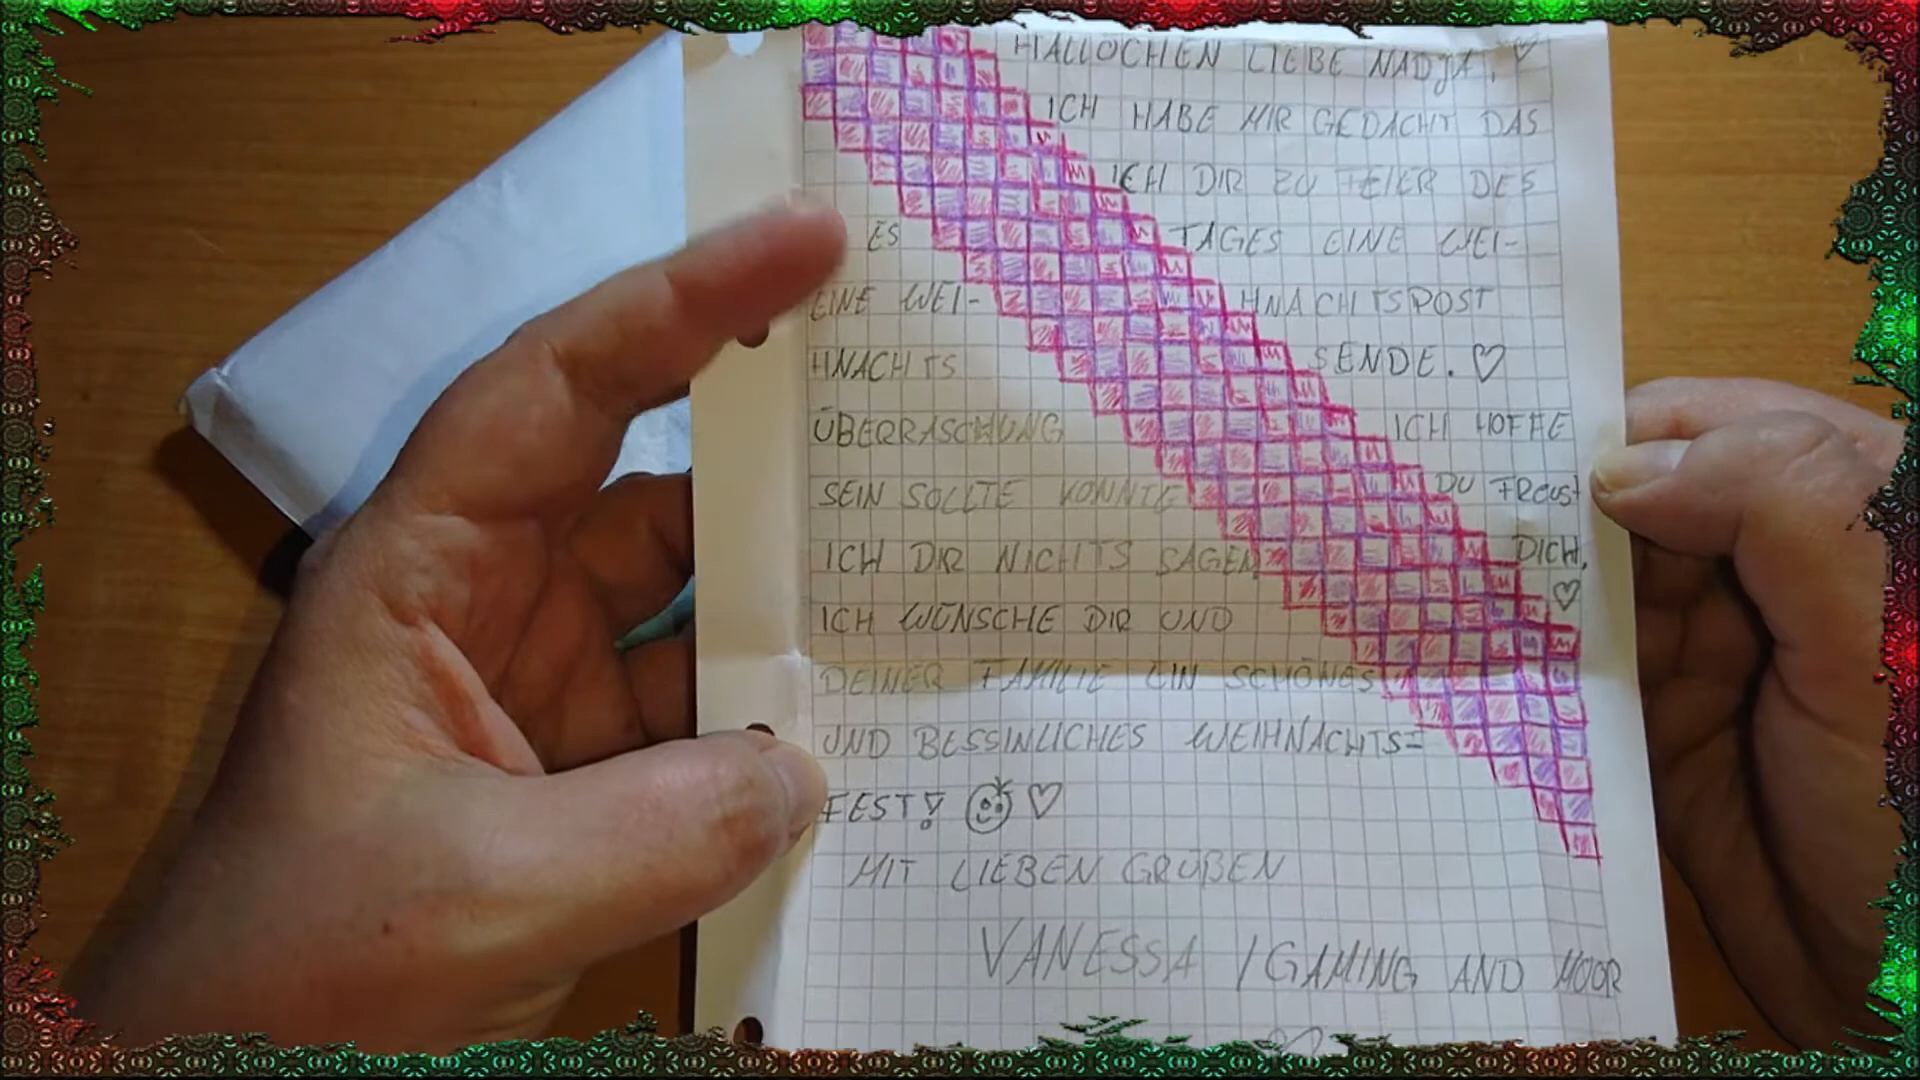 HALLÖCHEN LIEBE NADJA, ♡
ICH HABE MIR GEDACHT DAS
ICH DIR ZU FEIER DES
TAGES EINE WEI-
HNACHTSPOST
SENDE. ♡
ICH HOFFE
DU FREUST
DICH.
♡
ES
EINE WEI-
HNACHTS
ÜBERRASCHUNG
SEIN SOLLTE KONNTE
ICH DIR NICHTS SAGEN
ICH WÜNSCHE DIR UND
DEINER FAMILIE EIN SCHÖNES
UND BESSINLICHES WEIHNACHTS=
FEST! ♡
MIT LIEBEN GRÜßEN
VANESSA / GAMING AND MOOR